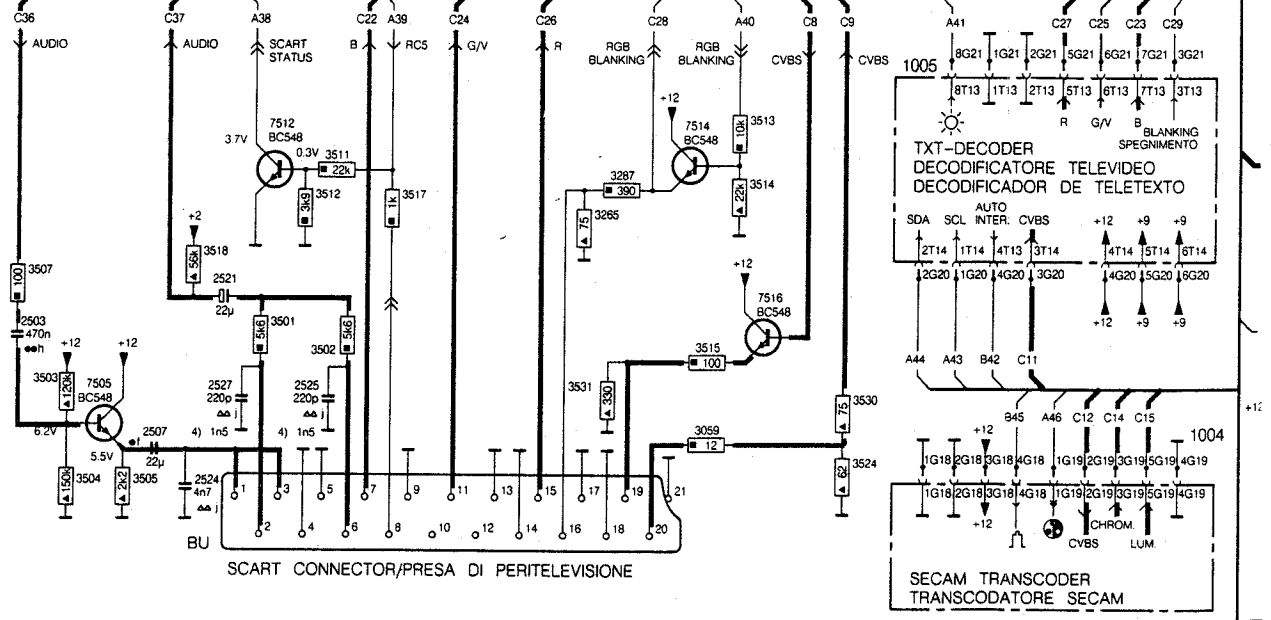 C36 C37 A38 C22 A39 C24 C26 C28 A40 C8 C9 A41 C27 C25 C23 C29
AUDIO AUDIO SCART STATUS B RC5 G/V R RGB BLANKING RGB BLANKING CVBS CVBS
8G21 1G21 2G21 5G21 6G21 7G21 3G21
1005
8T13 1T13 2T13 5T13 6T13 7T13 3T13
R G/V B BLANKING
SPEGNIMENTO
TXT-DECODER
DECODIFICATORE TELEVIDEO
DECODIFICADOR DE TELETEXTO
SDA SCL AUTO INTER. CVBS +12 +9 +9
2T14 1T14 4T13 3T14 4T14 5T14 6T14
2G20 1G20 4G20 3G20 4G20 5G20 6G20
+12 +9 +9
A44 A43 B42 C11
+12
7512
BC548
3.7V
0.3V
3511
22k
3512
3k9
3517
1k
+12
7514
BC548
3513
10k
3514
22k
3287
390
3265
75
+2
3518
56k
2521
22µ
3507
100
2503
470n
h
3501
5k6
3502
5k6
+12
7516
BC548
3515
100
3531
330
3530
75
3059
12
3524
62
+12
+12
3503
120k
7505
BC548
6.2V
5.5V
2507
22µ
f
3504
150k
3505
2k2
2524
4n7
j
2527
220p
j
2525
220p
j
4) 1n5 4) 1n5
1 3 5 7 9 11 13 15 17 19 21
2 4 6 8 10 12 14 16 18 20
BU
SCART CONNECTOR/PRESA DI PERITELEVISIONE
B45 A46 C12 C14 C15
+12
1004
1G18 2G18 3G18 4G18 1G19 2G19 3G19 5G19 4G19
1G18 2G18 3G18 4G18 1G19 2G19 3G19 5G19 4G19
+12
CHROM.
CVBS LUM.
SECAM TRANSCODER
TRANSCODATORE SECAM